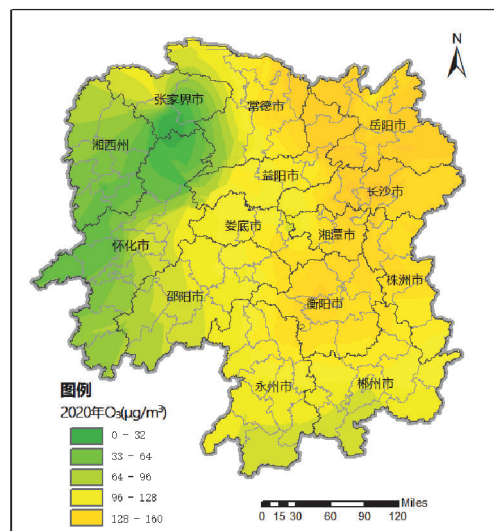 N
张家界市
常德市
岳阳市
湘西州
益阳市
长沙市
娄底市
怀化市
湘潭市
株洲市
邵阳市
衡阳市
永州市
郴州市
图例
2020年O₃(μg/m³)
0 - 32
33 - 64
64 - 96
96 - 128
128 - 160
Miles
0 15 30 60 90 120